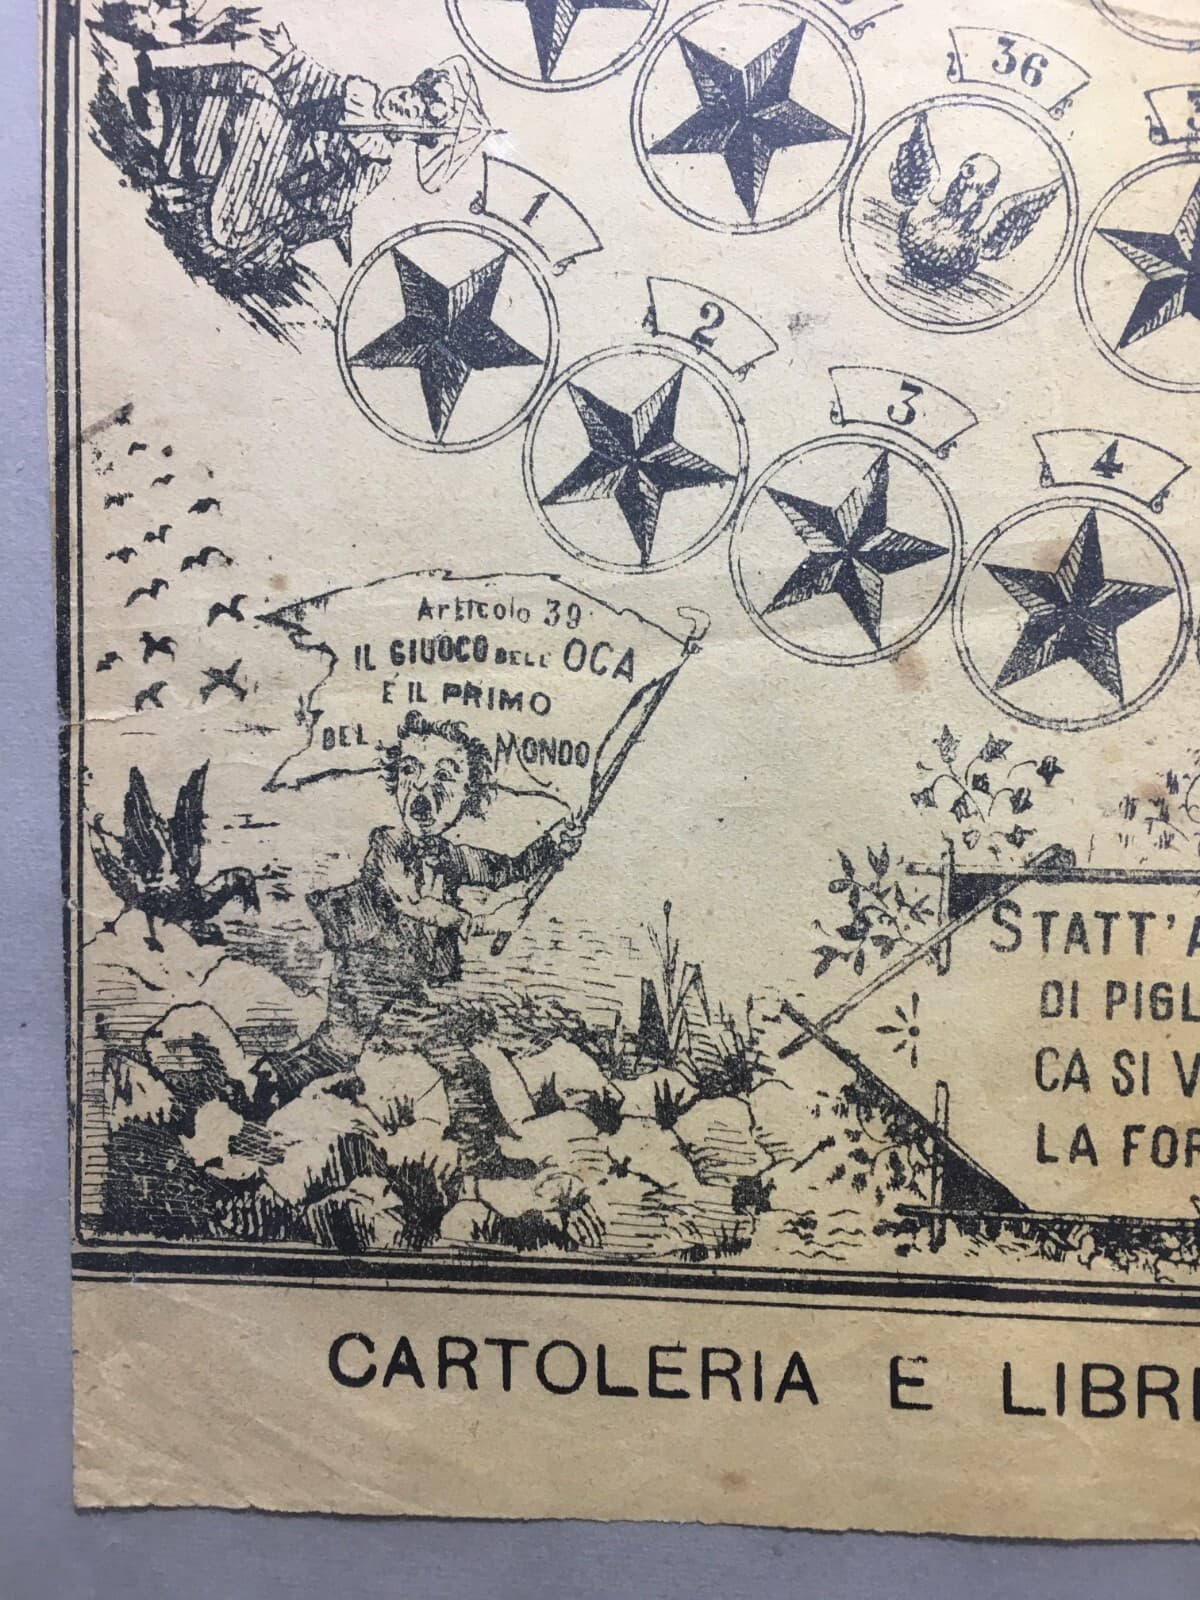 36
1
2
3
4
Articolo 39
IL GIUOCO DELL' OCA
È IL PRIMO
DEL MONDO
STATT'A
DI PIGL
CA SI V
LA FOR
CARTOLERIA E LIBRE